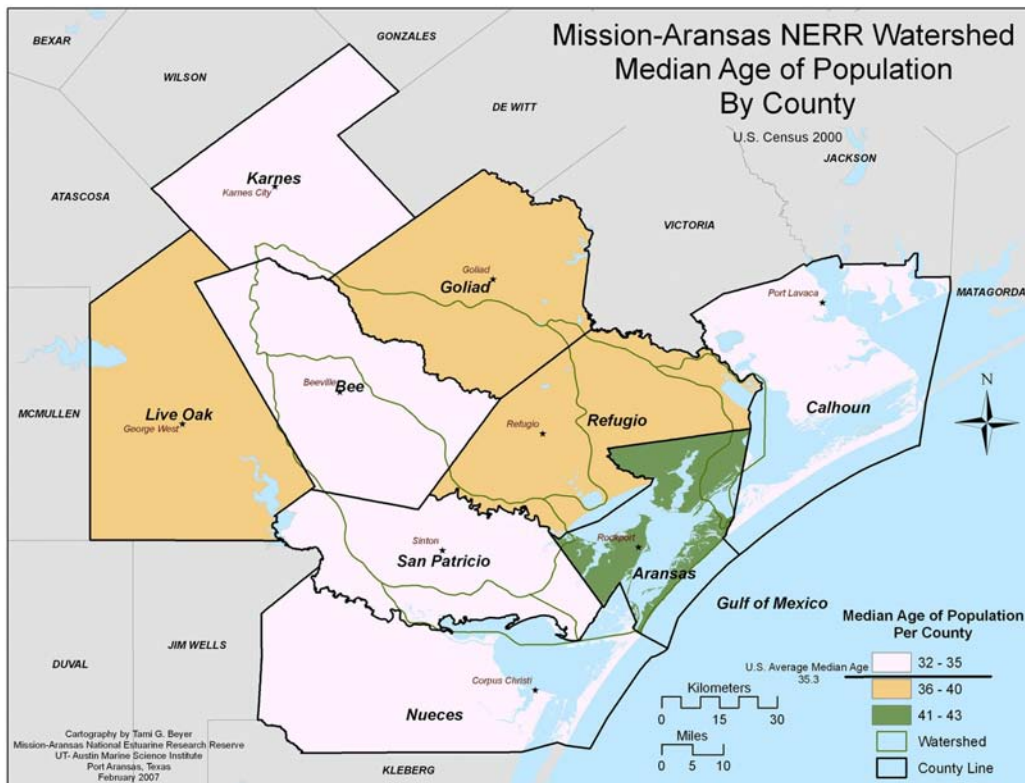 Mission-Aransas NERR Watershed
Median Age of Population
By County
U.S. Census 2000
BEXAR
WILSON
GONZALES
DE WITT
JACKSON
ATASCOSA
VICTORIA
MATAGORDA
MCMULLEN
DUVAL
JIM WELLS
KLEBERG
Karnes
Karnes City
Goliad
Goliad
Port Lavaca
Calhoun
Beeville
Bee
Live Oak
George West
Refugio
Refugio
Sinton
San Patricio
Rockport
Aransas
Gulf of Mexico
Corpus Christi
Nueces
N
Median Age of Population
Per County
32 - 35
U.S. Average Median Age
35.3
36 - 40
41 - 43
Watershed
County Line
Kilometers
0 15 30
Miles
0 5 10
Cartography by Tami G. Beyer
Mission-Aransas National Estuarine Research Reserve
UT- Austin Marine Science Institute
Port Aransas, Texas
February 2007